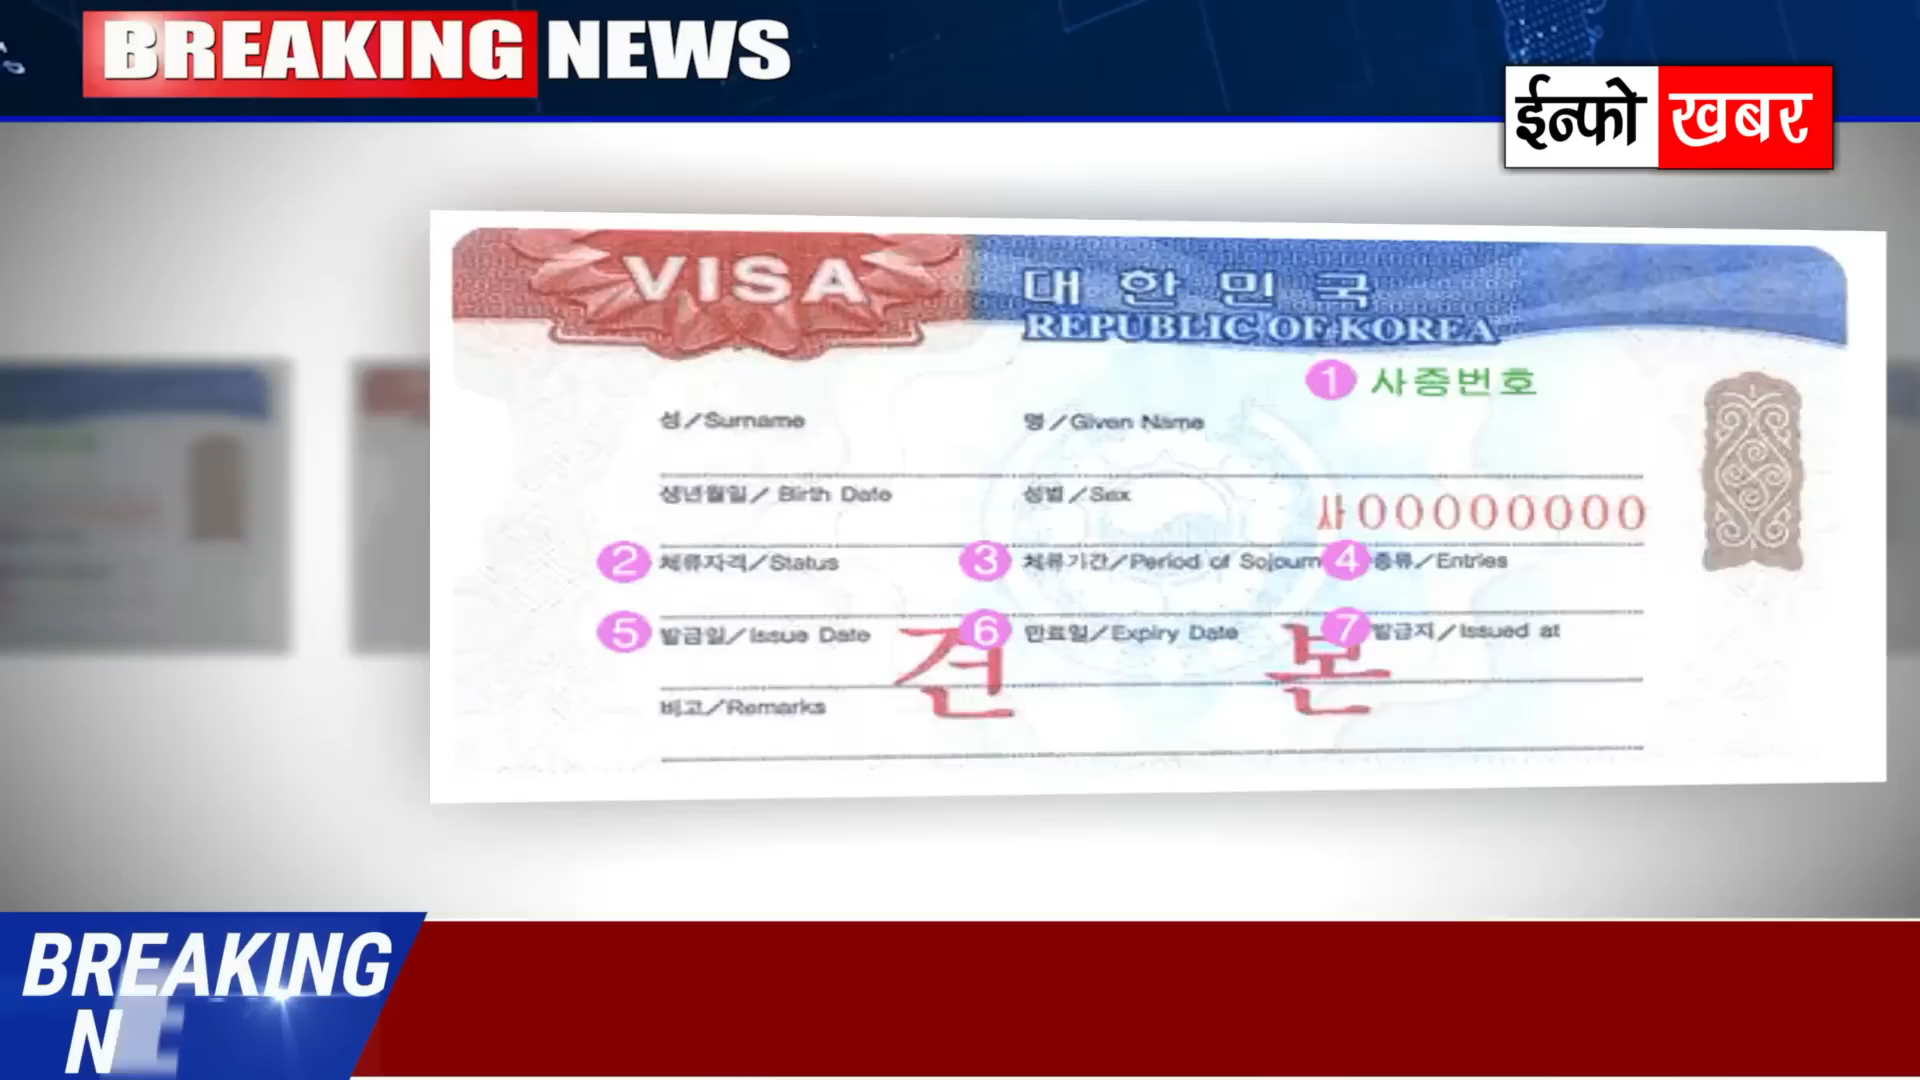 BREAKING NEWS
ईन्फो खबर
VISA
대한민국
REPUBLIC OF KOREA
1 사증번호
성/Surname 명/Given Name
생년월일/Birth Date 성별/Sex
사00000000
2 체류자격/Status 3 체류기간/Period of Sojourn 4 종류/Entries
5 발급일/Issue Date 6 만료일/Expiry Date 7 발급지/Issued at
견 본
비고/Remarks
BREAKING
NE